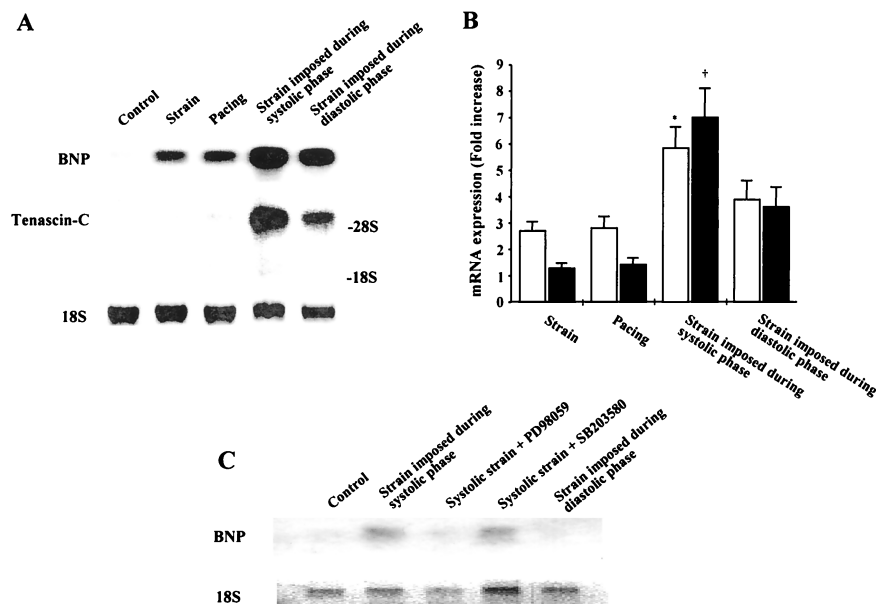 A
Control
Strain
Pacing
Strain imposed during
systolic phase
Strain imposed during
diastolic phase
BNP
Tenascin-C
-28S
-18S
18S
B
mRNA expression (Fold increase)
9
8
7
6
5
4
3
2
1
0
*
†
Strain
Pacing
Strain imposed during
systolic phase
Strain imposed during
diastolic phase
C
Control
Strain imposed during
systolic phase
Systolic strain + PD98059
Systolic strain + SB203580
Strain imposed during
diastolic phase
BNP
18S